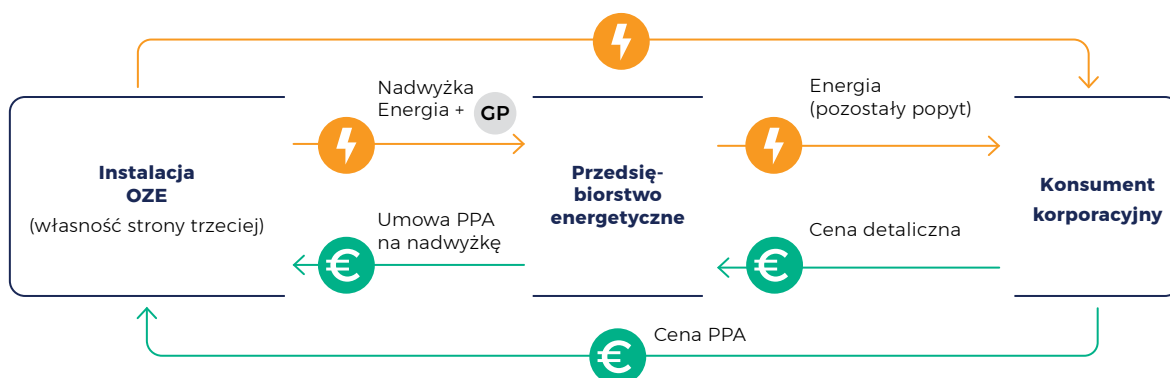 Nadwyżka
Energia + GP
Energia
(pozostały popyt)
Instalacja
OZE
(własność strony trzeciej)
Przedsię-
biorstwo
energetyczne
Konsument
korporacyjny
Umowa PPA
na nadwyżkę
Cena detaliczna
Cena PPA